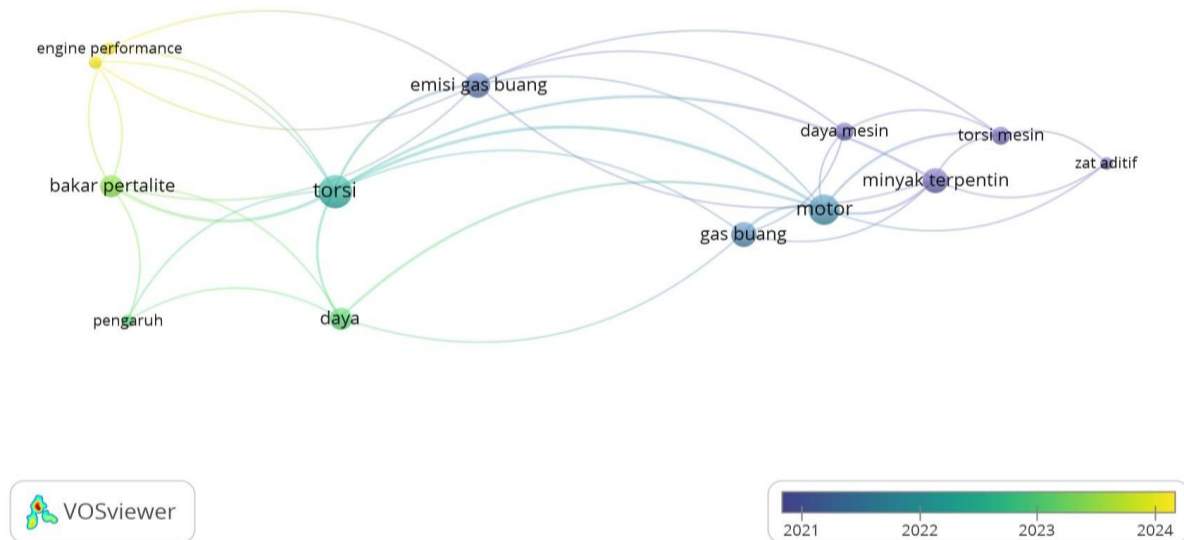 engine performance
emisi gas buang
daya mesin
torsi mesin
zat aditif
bakar pertalite
torsi
minyak terpentin
motor
gas buang
pengaruh
daya
VOSviewer
2021
2022
2023
2024